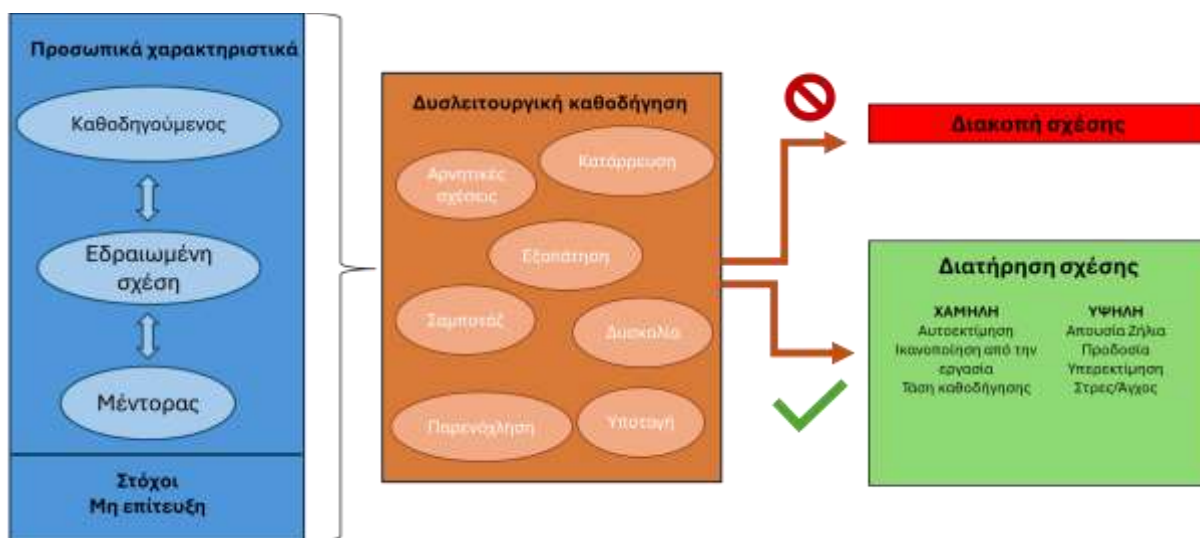 Προσωπικά χαρακτηριστικά
Καθοδηγούμενος
Εδραιωμένη
σχέση
Μέντορας
Στόχοι
Μη επίτευξη
Δυσλειτουργική καθοδήγηση
Αρνητικές
σχέσεις
Κατάρρευση
Εξαπάτηση
Σαμποτάζ
Δυσκολία
Παρενόχληση
Υποταγή
Διακοπή σχέσης
Διατήρηση σχέσης
ΧΑΜΗΛΗ
Αυτοεκτίμηση
Ικανοποίηση από την
εργασία
Τάση καθοδήγησης
ΥΨΗΛΗ
Απουσία Ζήλια
Προδοσία
Υπερεκτίμηση
Στρες/Άγχος